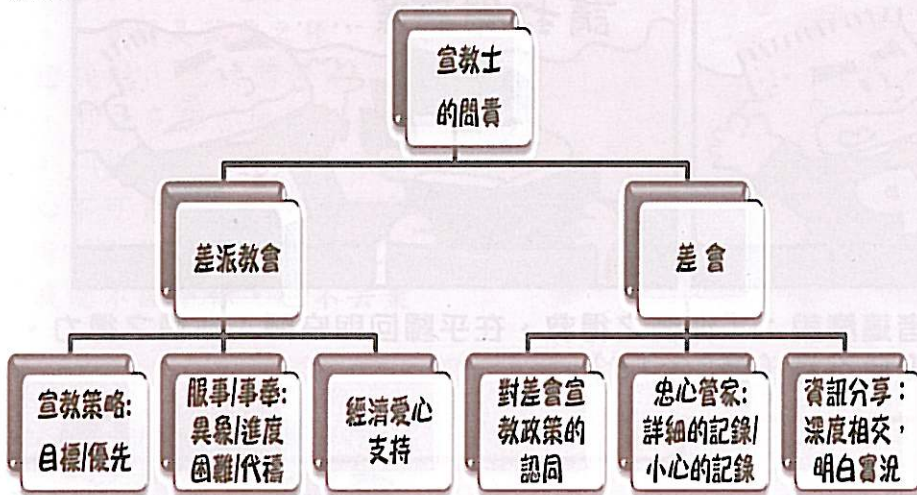 宣教士
的問責
差派教會
差會
宣教策略:
目標/優先
服事/事奉:
異象/進度
困難/代禱
經濟愛心
支持
對差會宣
教政策的
認同
忠心管家:
詳細的記錄/
小心的記錄
資訊分享:
深度相交,
明白實況